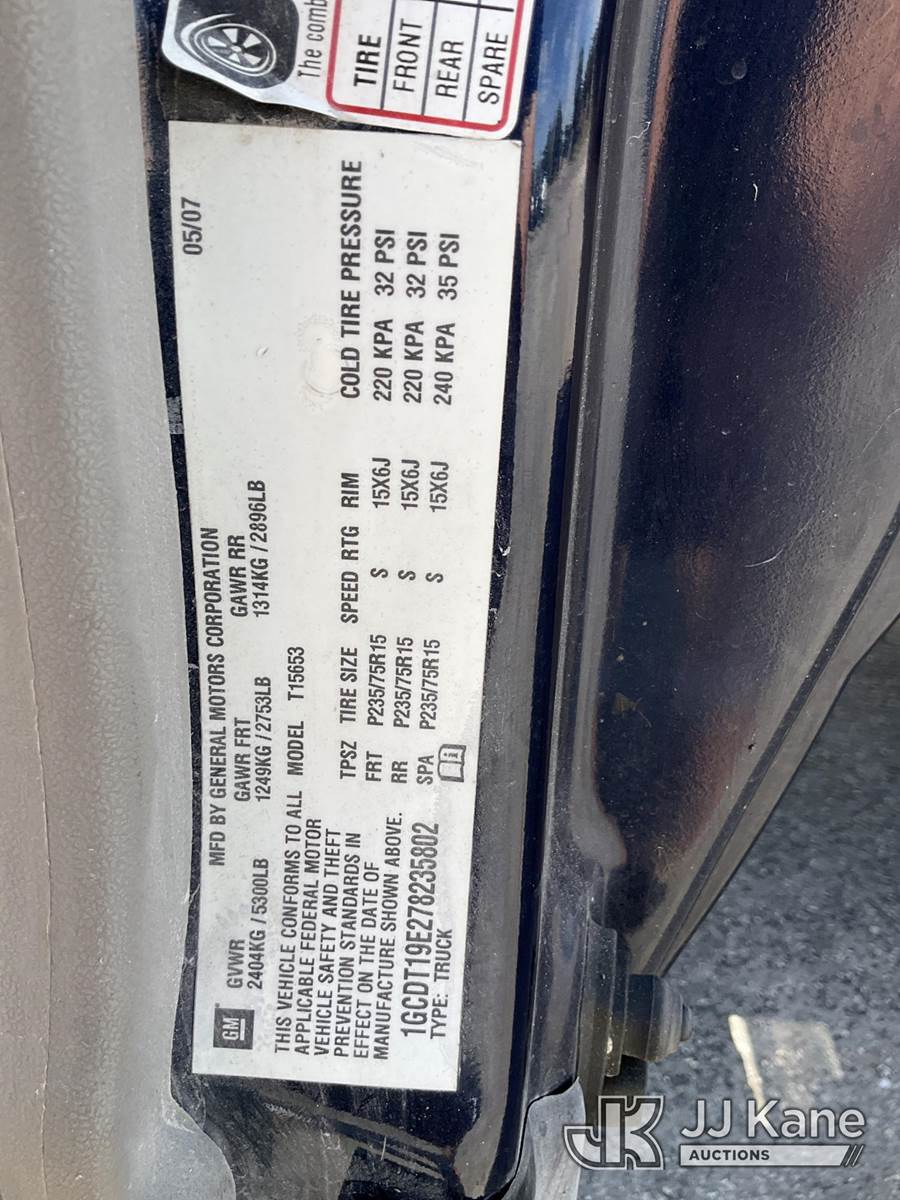 The comb
TIRE
FRONT
REAR
SPARE
05/07
MFD BY GENERAL MOTORS CORPORATION
GVWR GAWR FRT GAWR RR
2404KG / 5300LB 1249KG / 2753LB 1314KG / 2896LB
GM
THIS VEHICLE CONFORMS TO ALL MODEL T15653
APPLICABLE FEDERAL MOTOR
VEHICLE SAFETY AND THEFT
PREVENTION STANDARDS IN
EFFECT ON THE DATE OF
MANUFACTURE SHOWN ABOVE.
TPSZ TIRE SIZE SPEED RTG RIM COLD TIRE PRESSURE
FRT P235/75R15 S 15X6J 220 KPA 32 PSI
RR P235/75R15 S 15X6J 220 KPA 32 PSI
SPA P235/75R15 S 15X6J 240 KPA 35 PSI
1GCDT19E278235802
TYPE: TRUCK
JK JJ Kane
AUCTIONS